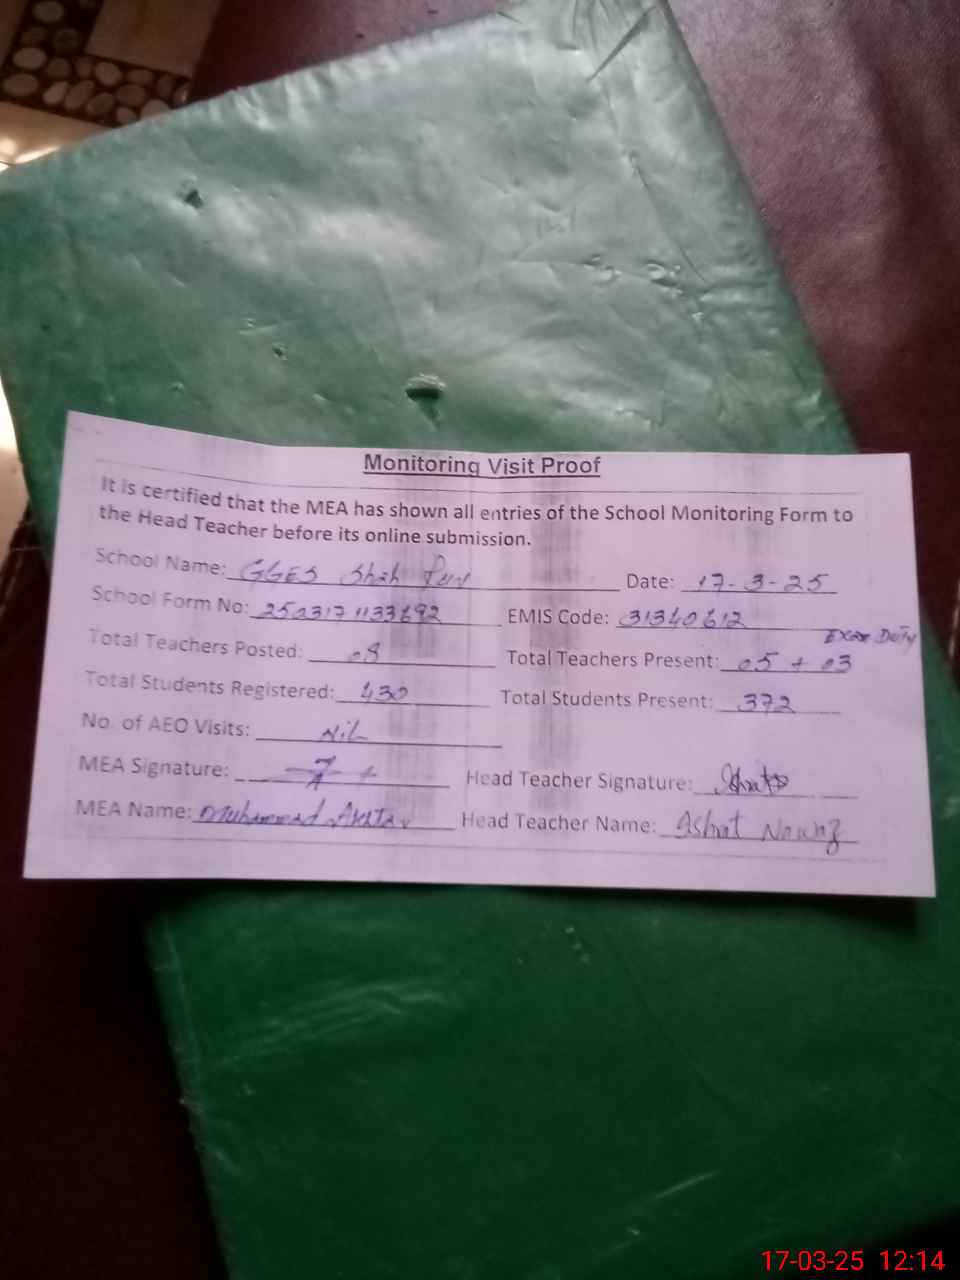 Monitoring Visit Proof
It is certified that the MEA has shown all entries of the School Monitoring Form to
the Head Teacher before its online submission.
School Name: GGES Shah Pur Date: 17-3-25
School Form No: 2503171133692 EMIS Code: 31340612
Exam Duty
Total Teachers Posted: 08 Total Teachers Present: 05 + 03
Total Students Registered: 430 Total Students Present: 372
No. of AEO Visits: Nil
MEA Signature: Head Teacher Signature:
MEA Name: Muhammad Head Teacher Name: Nawaz
17-03-25 12:14